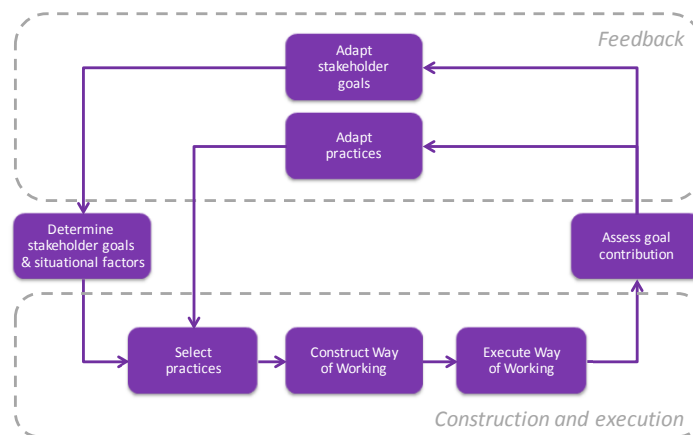 Feedback
Adapt
stakeholder
goals
Adapt
practices
Determine
stakeholder goals
& situational factors
Assess goal
contribution
Select
practices
Construct Way
of Working
Execute Way
of Working
Construction and execution